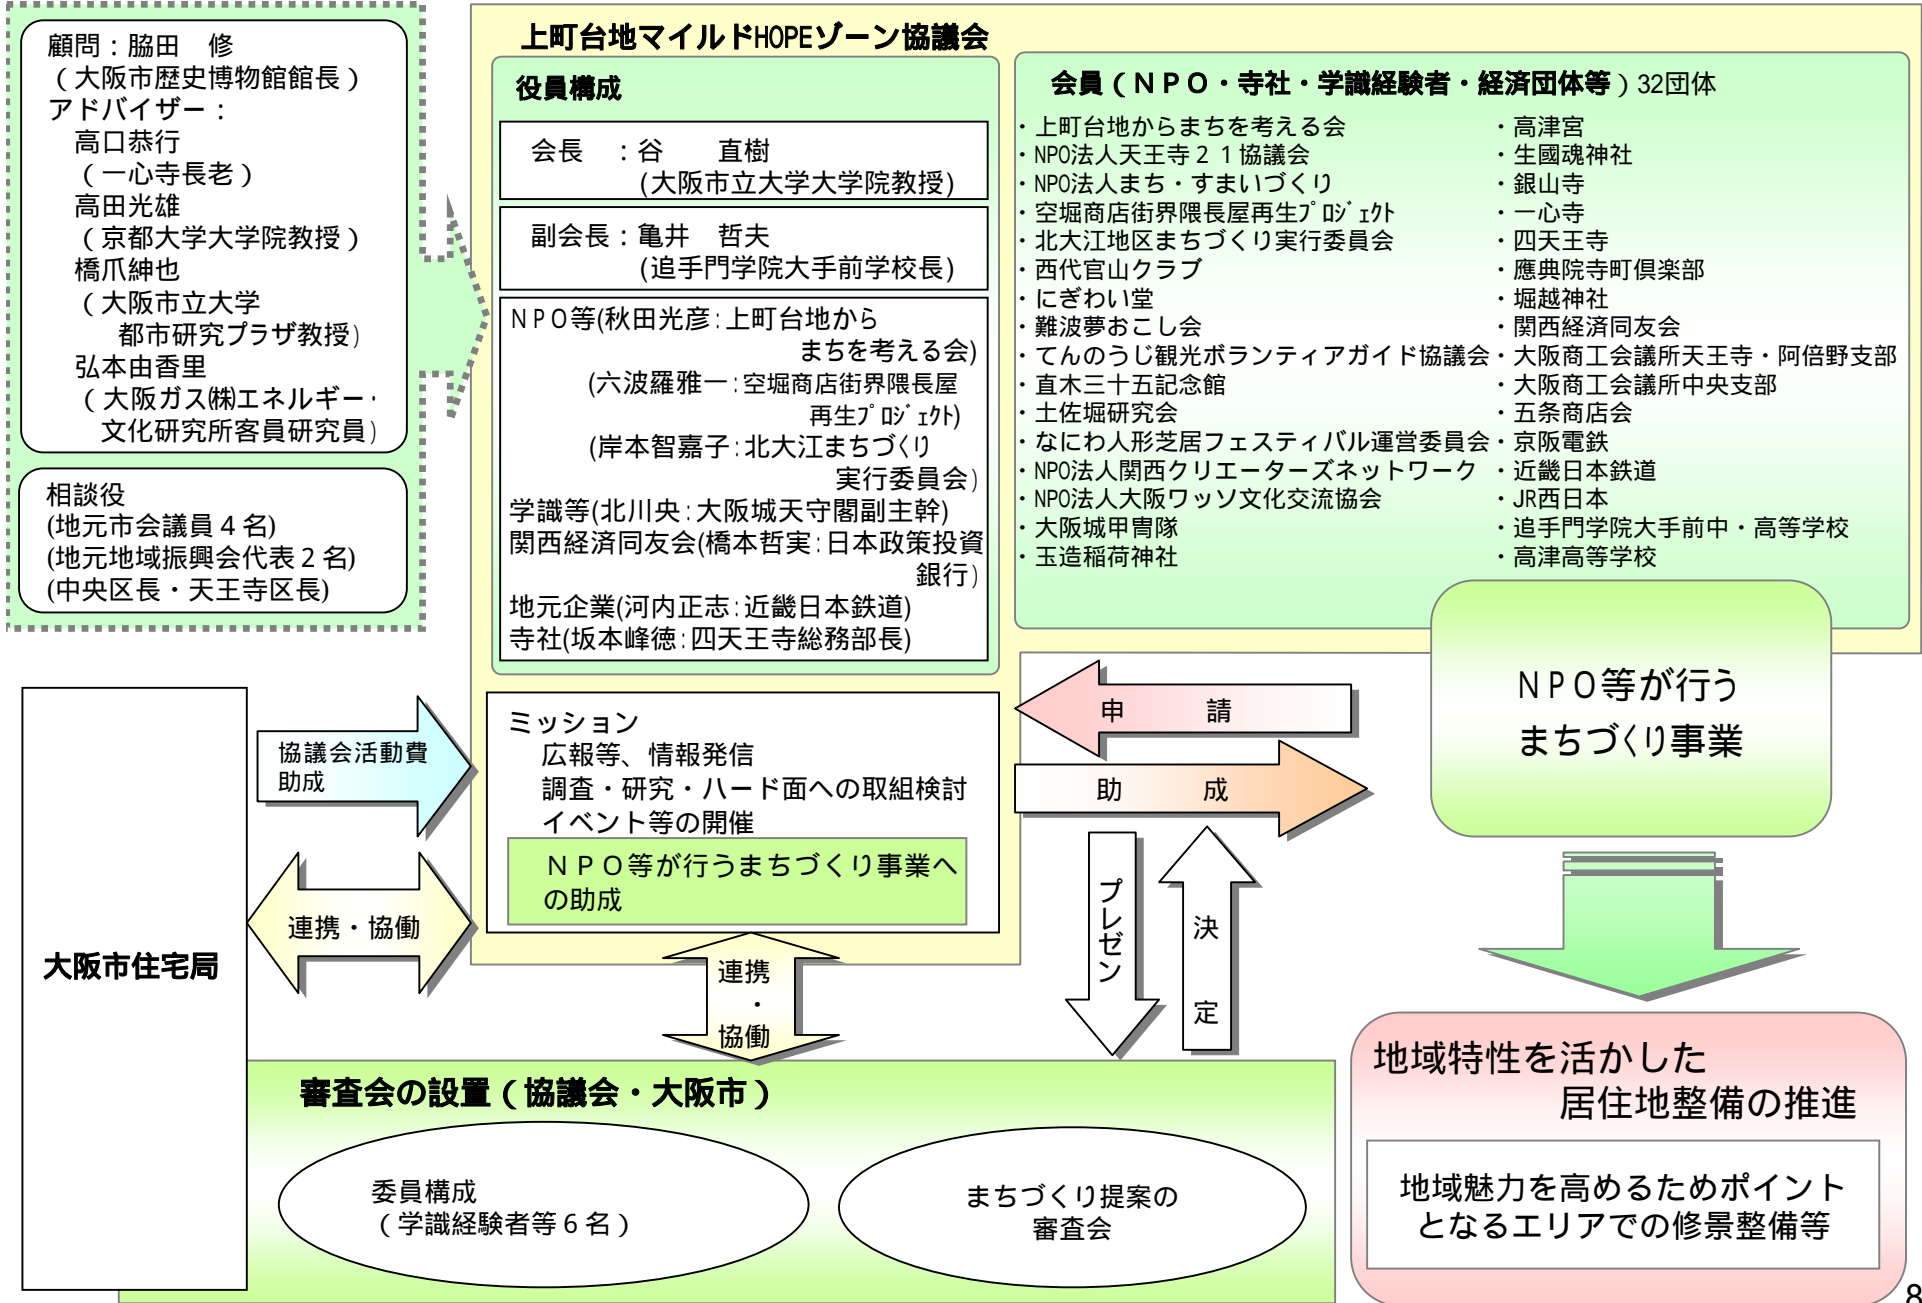 顧問：脇田　修
（大阪市歴史博物館館長）
アドバイザー：
高口恭行
（一心寺長老）
高田光雄
（京都大学大学院教授）
橋爪紳也
（大阪市立大学
都市研究プラザ教授）
弘本由香里
（大阪ガス㈱エネルギー・
文化研究所客員研究員）
相談役
(地元市会議員４名)
(地元地域振興会代表２名)
(中央区長・天王寺区長)
上町台地マイルドHOPEゾーン協議会
役員構成
会長　：谷　　直樹
(大阪市立大学大学院教授)
副会長：亀井　哲夫
(追手門学院大手前学校長)
ＮＰＯ等(秋田光彦：上町台地から
まちを考える会)
(六波羅雅一：空堀商店街界隈長屋
再生ﾌﾟﾛｼﾞｪｸﾄ)
(岸本智嘉子：北大江まちづくり
実行委員会)
学識等(北川央：大阪城天守閣副主幹)
関西経済同友会(橋本哲実：日本政策投資
銀行)
地元企業(河内正志：近畿日本鉄道)
寺社(坂本峰徳：四天王寺総務部長)
会員（ＮＰＯ・寺社・学識経験者・経済団体等）32団体
・上町台地からまちを考える会
・NPO法人天王寺２１協議会
・NPO法人まち・すまいづくり
・空堀商店街界隈長屋再生ﾌﾟﾛｼﾞｪｸﾄ
・北大江地区まちづくり実行委員会
・西代官山クラブ
・にぎわい堂
・難波夢おこし会
・てんのうじ観光ボランティアガイド協議会
・直木三十五記念館
・土佐堀研究会
・なにわ人形芝居フェスティバル運営委員会
・NPO法人関西クリエーターズネットワーク
・NPO法人大阪ワッソ文化交流協会
・大阪城甲冑隊
・玉造稲荷神社
・高津宮
・生國魂神社
・銀山寺
・一心寺
・四天王寺
・應典院寺町倶楽部
・堀越神社
・関西経済同友会
・大阪商工会議所天王寺・阿倍野支部
・大阪商工会議所中央支部
・五条商店会
・京阪電鉄
・近畿日本鉄道
・JR西日本
・追手門学院大手前中・高等学校
・高津高等学校
ミッション
広報等、情報発信
調査・研究・ハード面への取組検討
イベント等の開催
ＮＰＯ等が行うまちづくり事業へ
の助成
申　請
助　成
ＮＰＯ等が行う
まちづくり事業
大阪市住宅局
協議会活動費
助成
連携・協働
連携
・
協働
プレゼン
決　定
審査会の設置（協議会・大阪市）
委員構成
（学識経験者等６名）
まちづくり提案の
審査会
地域特性を活かした
居住地整備の推進
地域魅力を高めるためポイント
となるエリアでの修景整備等
8